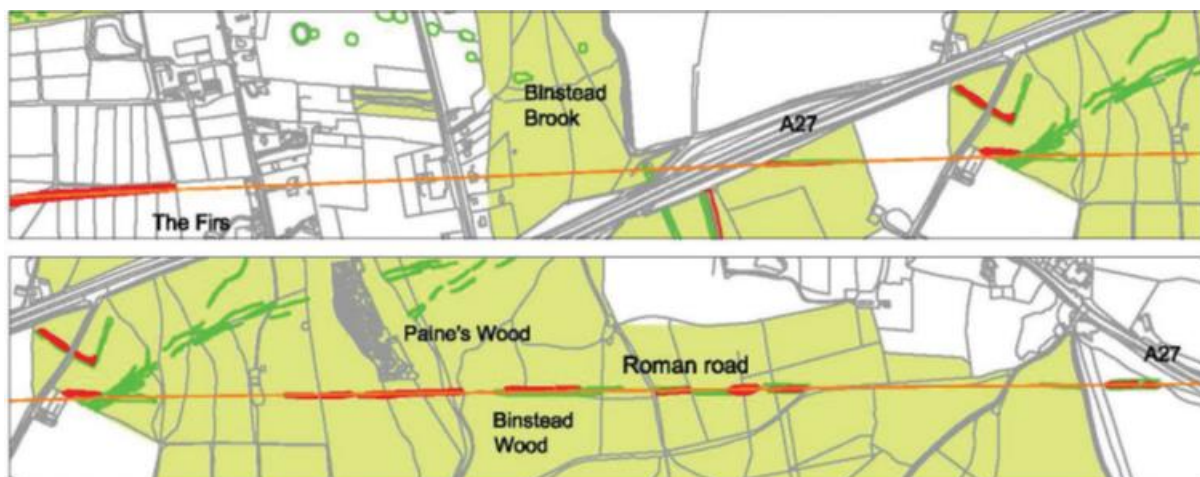 Binstead
Brook
A27
The Firs
Paine's Wood
Roman road
A27
Binstead
Wood